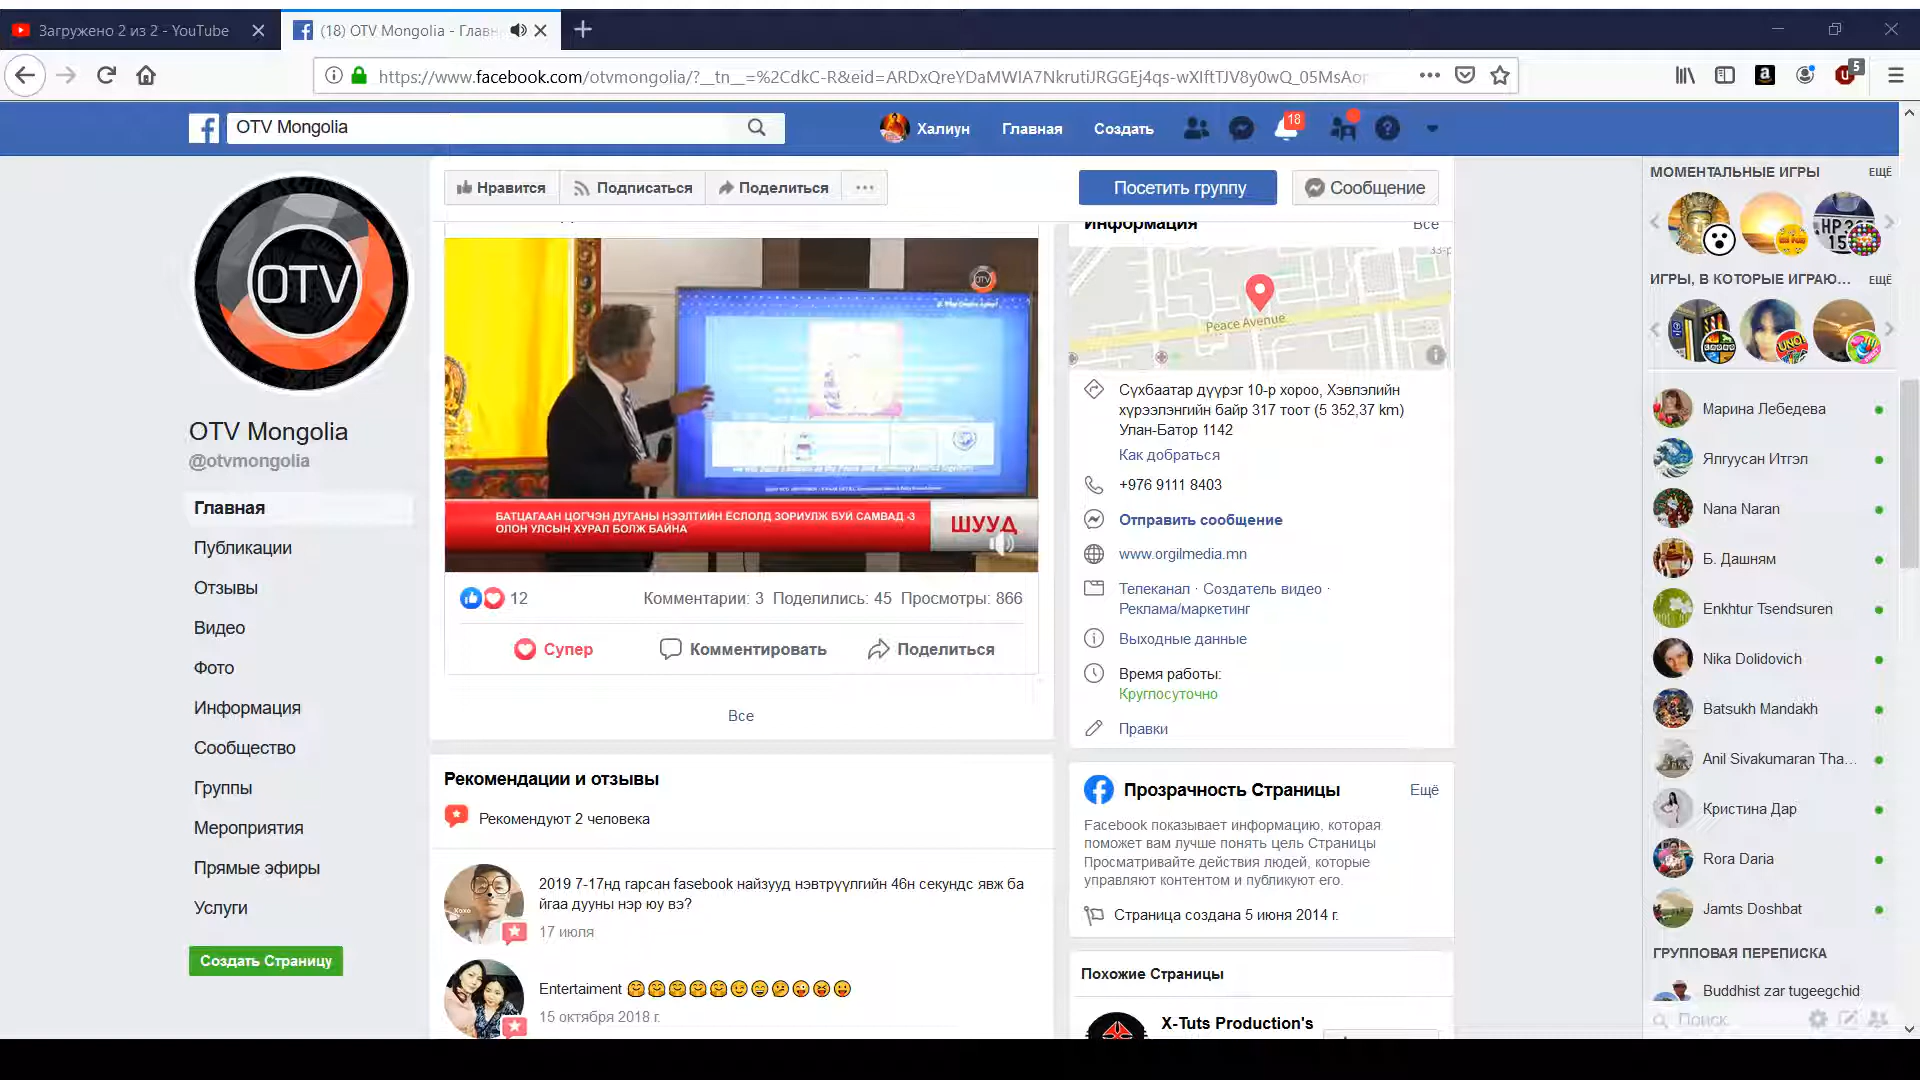 Загружено 2 из 2 - YouTube
(18) OTV Mongolia - Главн
https://www.facebook.com/otvmongolia/?__tn__=%2CdkC-R&eid=ARDxQreYDaMWIA7NkrutiJRGGEj4qs-wXIftTJV8y0wQ_05MsAor
5
OTV Mongolia
Халиун
Главная
Создать
18
Нравится
Подписаться
Поделиться
Посетить группу
Сообщение
OTV
OTV Mongolia
@otvmongolia
Главная
Публикации
Отзывы
Видео
Фото
Информация
Сообщество
Группы
Мероприятия
Прямые эфиры
Услуги
Создать Страницу
OTV
БАТЦАГААН ЦОГЧЕН ДУГАНЫ НЭЭЛТИЙН ЁСЛОЛД ЗОРИУЛЖ БУЙ САМВАД -3
ОЛОН УЛСЫН ХУРАЛ БОЛЖ БАЙНА
ШУУД
12
Комментарии: 3 Поделились: 45 Просмотры: 866
Супер
Комментировать
Поделиться
Все
Рекомендации и отзывы
Рекомендуют 2 человека
2019 7-17нд гарсан fasebook найзууд нэвтрүүлгийн 46н секундс явж ба
йгаа дууны нэр юу вэ?
17 июля
Entertaiment
15 октября 2018 г.
Информация
Все
33-р
Peace Avenue
Сүхбаатар дүүрэг 10-р хороо, Хэвлэлийн
хүрээлэнгийн байр 317 тоот (5 352,37 km)
Улан-Батор 1142
Как добраться
+976 9111 8403
Отправить сообщение
www.orgilmedia.mn
Телеканал · Создатель видео ·
Реклама/маркетинг
Выходные данные
Время работы:
Круглосуточно
Правки
Прозрачность Страницы
Ещё
Facebook показывает информацию, которая
поможет вам лучше понять цель Страницы
Просматривайте действия людей, которые
управляют контентом и публикуют его.
Страница создана 5 июня 2014 г.
Похожие Страницы
X-Tuts Production's
МОМЕНТАЛЬНЫЕ ИГРЫ
ЕЩЁ
ИГРЫ, В КОТОРЫЕ ИГРАЮ...
ЕЩЁ
UNO
Марина Лебедева
Ялгуусан Итгэл
Nana Naran
Б. Дашням
Enkhtur Tsendsuren
Nika Dolidovich
Batsukh Mandakh
Anil Sivakumaran Tha...
Кристина Дар
Rora Daria
Jamts Doshbat
ГРУППОВАЯ ПЕРЕПИСКА
Buddhist zar tugeegchid
Поиск